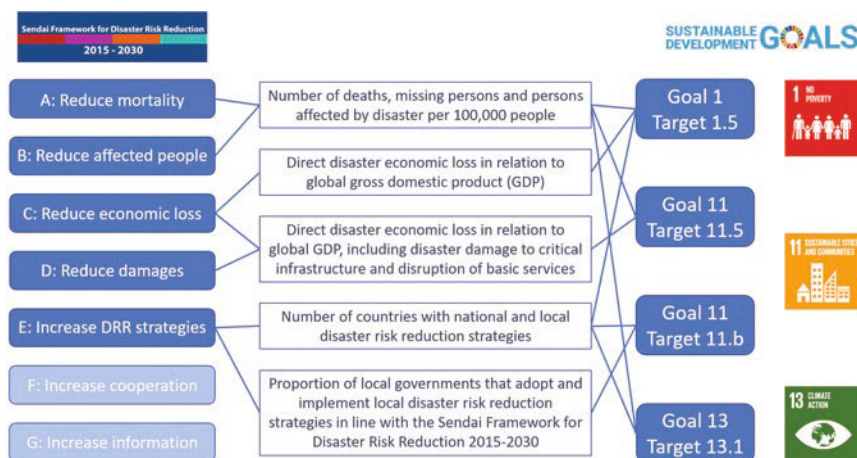 Sendai Framework for Disaster Risk Reduction
2015 - 2030
SUSTAINABLE
DEVELOPMENT
GOALS
A: Reduce mortality
B: Reduce affected people
C: Reduce economic loss
D: Reduce damages
E: Increase DRR strategies
F: Increase cooperation
G: Increase information
Number of deaths, missing persons and persons
affected by disaster per 100,000 people
Direct disaster economic loss in relation to
global gross domestic product (GDP)
Direct disaster economic loss in relation to
global GDP, including disaster damage to critical
infrastructure and disruption of basic services
Number of countries with national and local
disaster risk reduction strategies
Proportion of local governments that adopt and
implement local disaster risk reduction
strategies in line with the Sendai Framework for
Disaster Risk Reduction 2015-2030
Goal 1
Target 1.5
Goal 11
Target 11.5
Goal 11
Target 11.b
Goal 13
Target 13.1
1 NO
POVERTY
11 SUSTAINABLE CITIES
AND COMMUNITIES
13 CLIMATE
ACTION